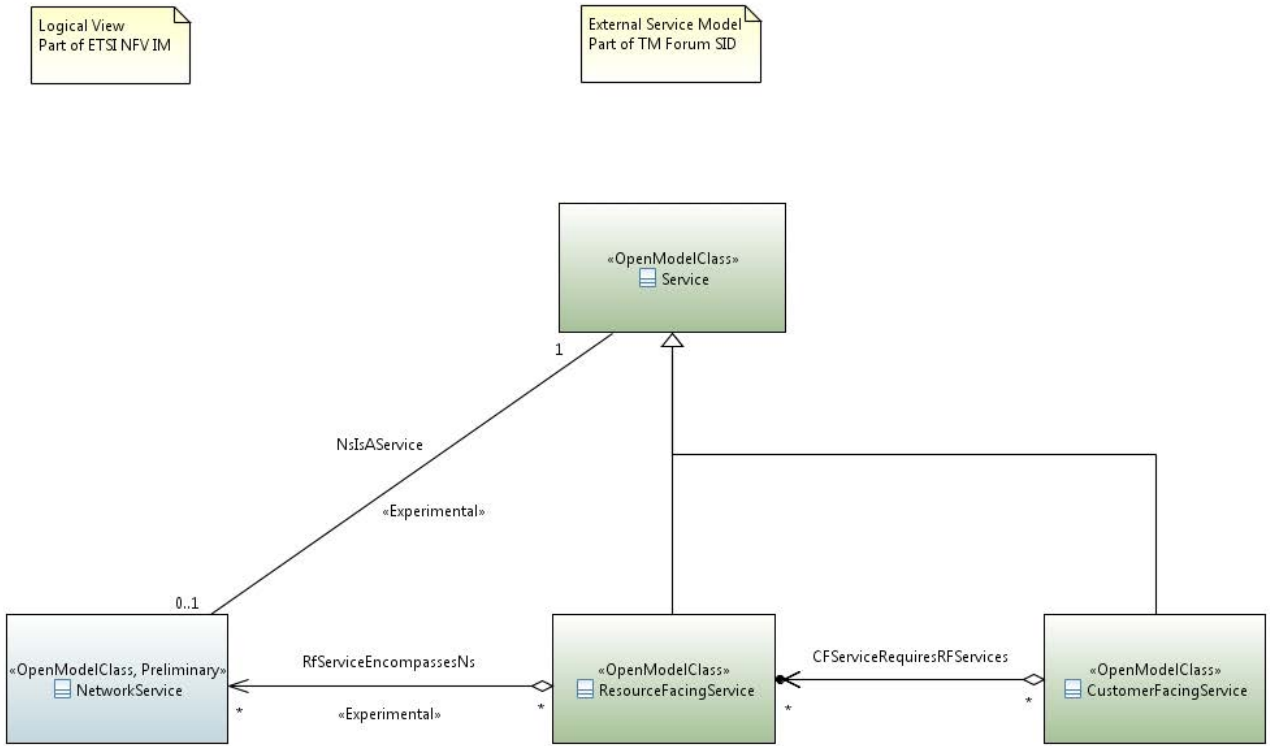 Logical View
Part of ETSI NFV IM
External Service Model
Part of TM Forum SID
«OpenModelClass»
Service
1
NsIsAService
«Experimental»
0..1
«OpenModelClass, Preliminary»
NetworkService
RfServiceEncompassesNs
*
«Experimental»
*
«OpenModelClass»
ResourceFacingService
CFServiceRequiresRFServices
*
*
«OpenModelClass»
CustomerFacingService